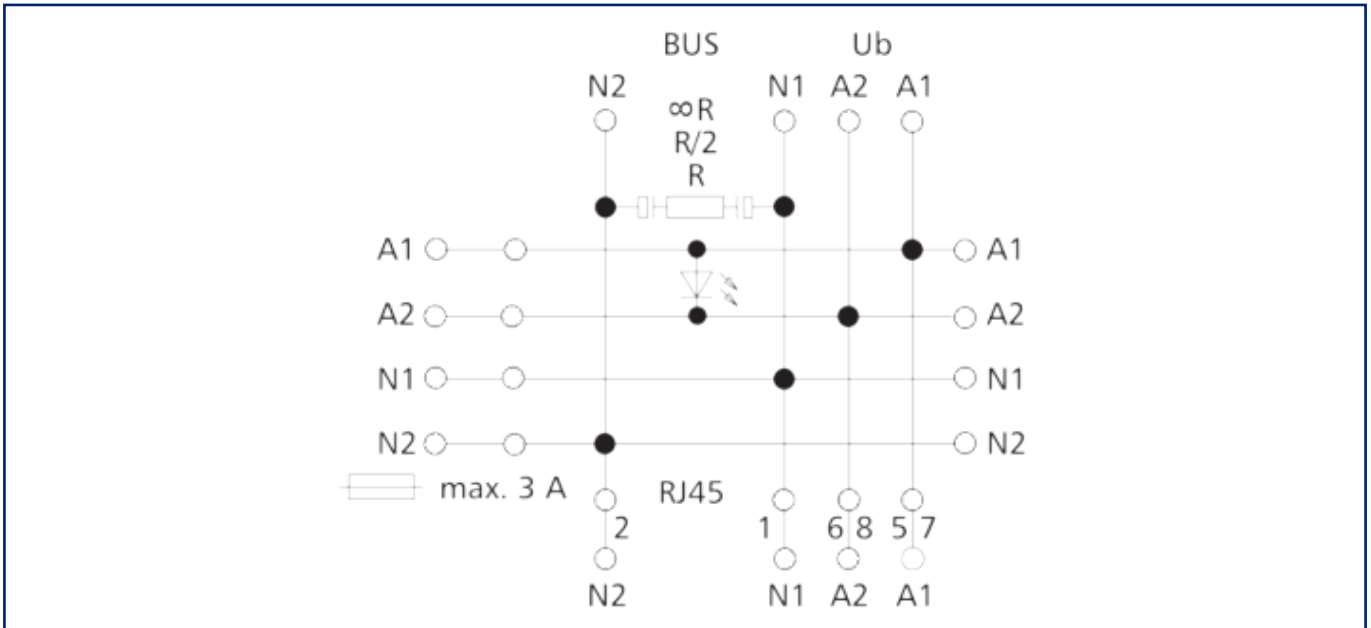 BUS Ub
N2 N1 A2 A1
∞R
R/2
R
A1 A1
A2 A2
N1 N1
N2 N2
max. 3 A RJ45
2 1 6 8 5 7
N2 N1 A2 A1